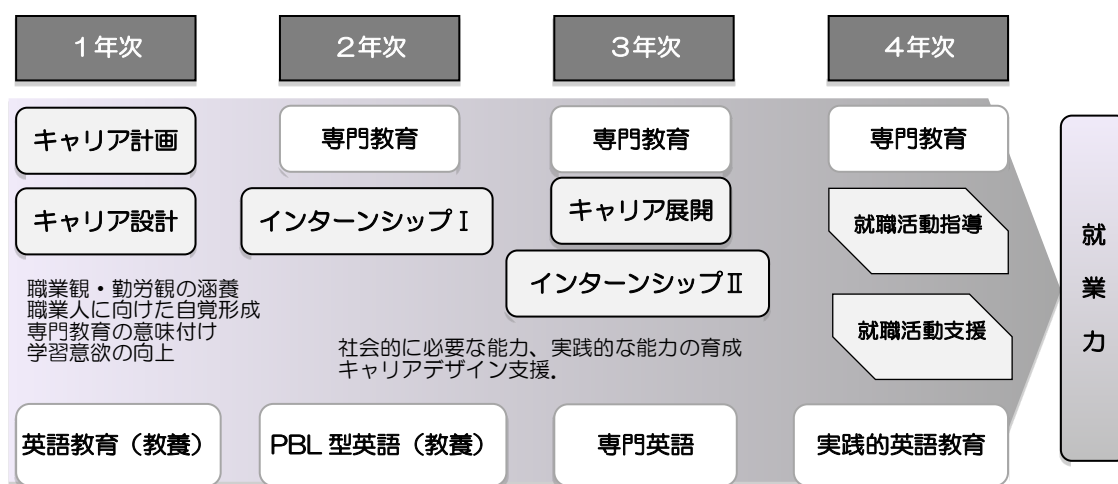 1年次
2年次
3年次
4年次
キャリア計画
専門教育
専門教育
専門教育
キャリア設計
インターンシップⅠ
キャリア展開
就職活動指導
インターンシップⅡ
職業観・勤労観の涵養
職業人に向けた自覚形成
専門教育の意味付け
学習意欲の向上
社会的に必要な能力、実践的な能力の育成
キャリアデザイン支援.
就職活動支援
英語教育(教養)
PBL 型英語(教養)
専門英語
実践的英語教育
就
業
力